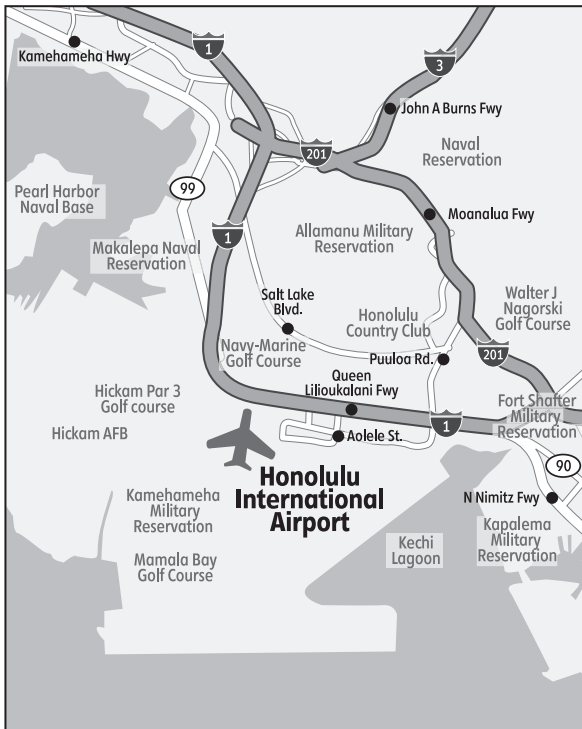 1
Kamehameha Hwy
3
John A Burns Fwy
201
Naval
Reservation
Pearl Harbor
Naval Base
99
Moanalua Fwy
Makalepa Naval
Reservation
1
Allamanu Military
Reservation
Salt Lake
Blvd.
Honolulu
Country Club
Walter J
Nagorski
Golf Course
Navy-Marine
Golf Course
Puuloa Rd.
201
Queen
Lilioukalani Fwy
Hickam Par 3
Golf course
Fort Shafter
Military
Reservation
1
Hickam AFB
Aolele St.
90
Honolulu
International
Airport
N Nimitz Fwy
Kamehameha
Military
Reservation
Kechi
Lagoon
Kapalema
Military
Reservation
Mamala Bay
Golf Course